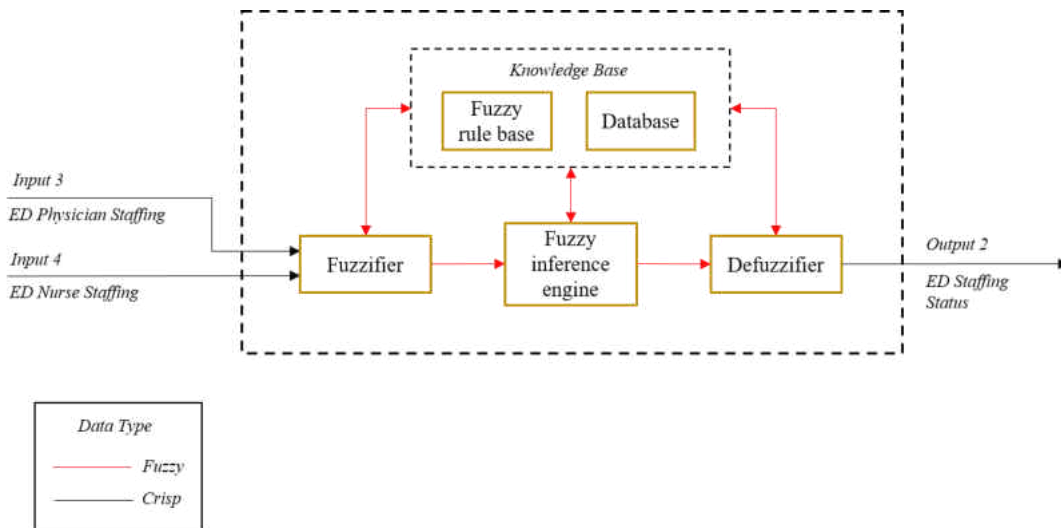 Knowledge Base
Fuzzy
rule base
Database
Input 3
ED Physician Staffing
Input 4
ED Nurse Staffing
Fuzzifier
Fuzzy
inference
engine
Defuzzifier
Output 2
ED Staffing
Status
Data Type
Fuzzy
Crisp